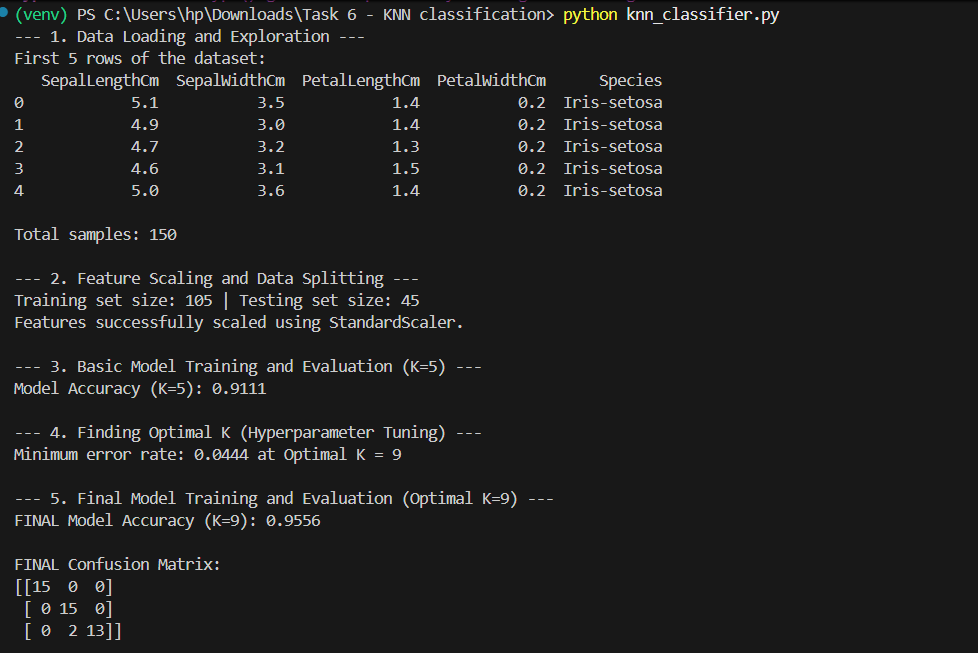 (venv) PS C:\Users\hp\Downloads\Task 6 - KNN classification> python knn_classifier.py
--- 1. Data Loading and Exploration ---
First 5 rows of the dataset:
   SepalLengthCm  SepalWidthCm  PetalLengthCm  PetalWidthCm      Species
0            5.1           3.5            1.4           0.2  Iris-setosa
1            4.9           3.0            1.4           0.2  Iris-setosa
2            4.7           3.2            1.3           0.2  Iris-setosa
3            4.6           3.1            1.5           0.2  Iris-setosa
4            5.0           3.6            1.4           0.2  Iris-setosa

Total samples: 150

--- 2. Feature Scaling and Data Splitting ---
Training set size: 105 | Testing set size: 45
Features successfully scaled using StandardScaler.

--- 3. Basic Model Training and Evaluation (K=5) ---
Model Accuracy (K=5): 0.9111

--- 4. Finding Optimal K (Hyperparameter Tuning) ---
Minimum error rate: 0.0444 at Optimal K = 9

--- 5. Final Model Training and Evaluation (Optimal K=9) ---
FINAL Model Accuracy (K=9): 0.9556

FINAL Confusion Matrix:
[[15  0  0]
 [ 0 15  0]
 [ 0  2 13]]